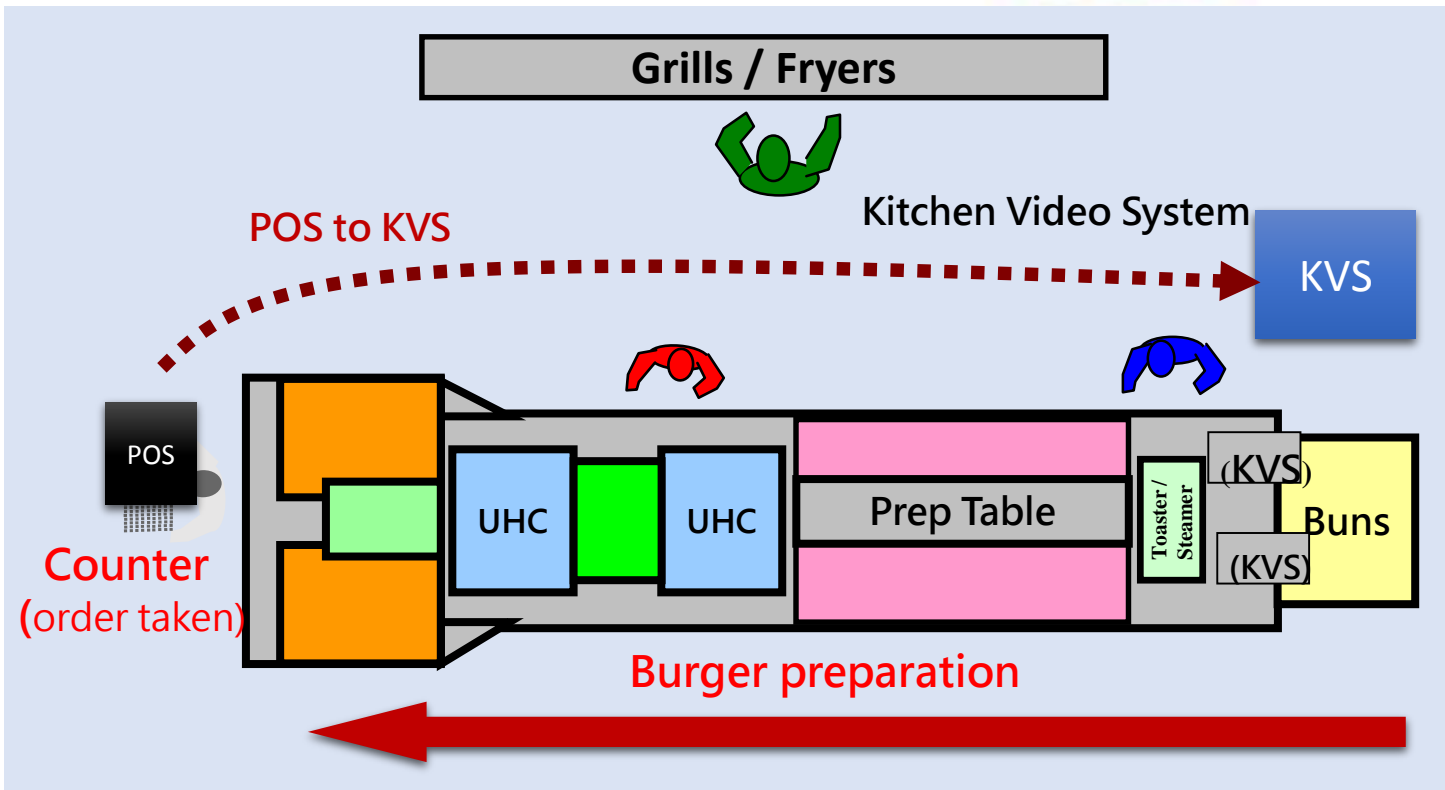 Grills / Fryers
Kitchen Video System
POS to KVS
KVS
POS
(KVS)
UHC
UHC
Prep Table
Toaster /
Steamer
Buns
Counter
(KVS)
(order taken)
Burger preparation